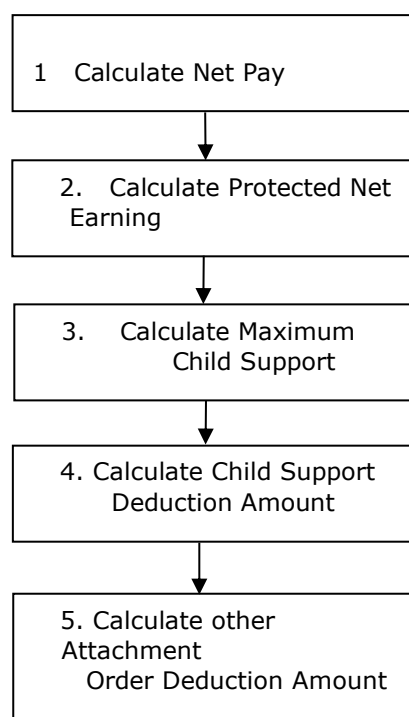 1 Calculate Net Pay
2. Calculate Protected Net
Earning
3. Calculate Maximum
Child Support
4. Calculate Child Support
Deduction Amount
5. Calculate other
Attachment
Order Deduction Amount